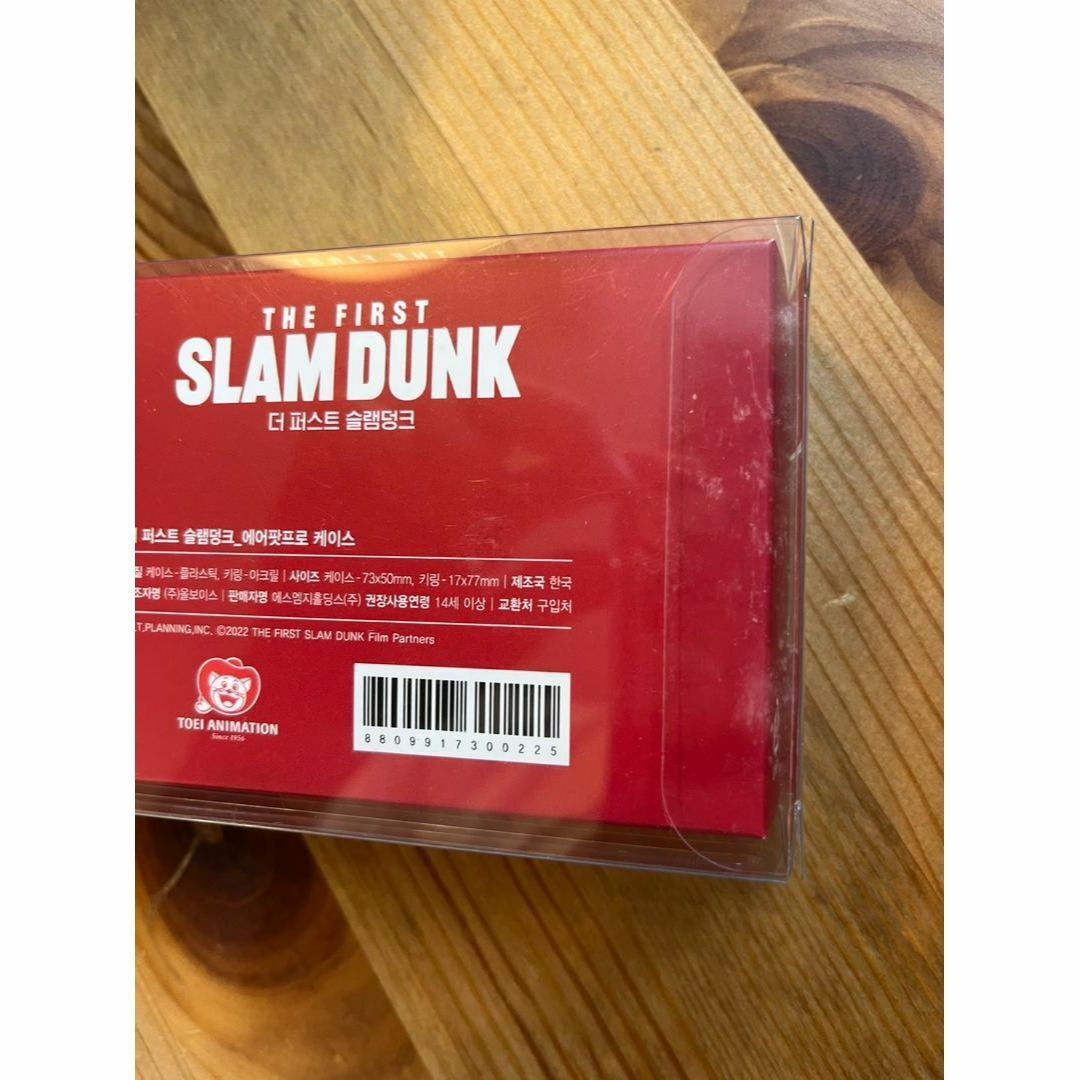 THE FIRST
SLAM DUNK
더 퍼스트 슬램덩크
퍼스트 슬램덩크_에어팟프로 케이스
케이스-플라스틱, 키링-아크릴 | 사이즈 케이스-73x50mm, 키링-17x77mm | 제조국 한국
(주)올보이스 | 판매자명 에스엠지홀딩스(주) 권장사용연령 14세 이상 | 교환처 구입처
.T.PLANNING,INC. ©2022 THE FIRST SLAM DUNK Film Partners
TOEI ANIMATION
Since 1956
8809917300225